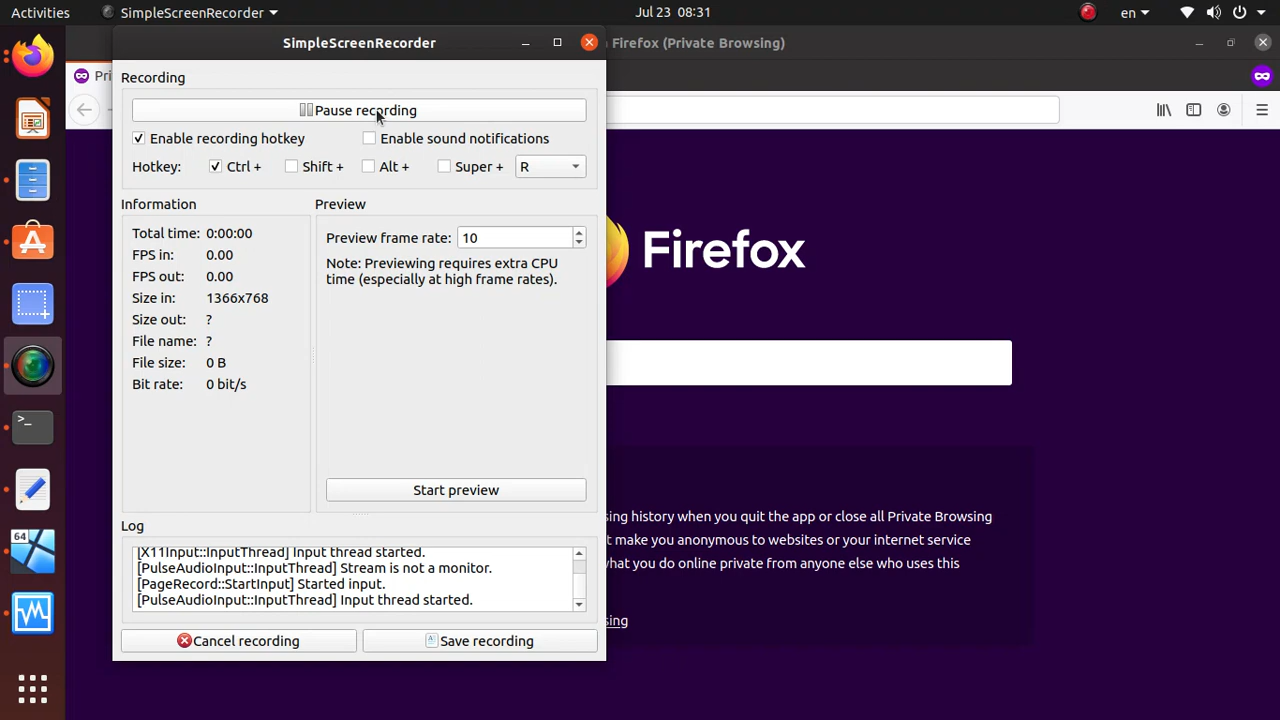 Activities
SimpleScreenRecorder
Jul 23 08:31
en
SimpleScreenRecorder
Firefox (Private Browsing)
Pri
Recording
Pause recording
Enable recording hotkey
Enable sound notifications
Hotkey: Ctrl + Shift + Alt + Super + R
Information
Total time: 0:00:00
FPS in: 0.00
FPS out: 0.00
Size in: 1366x768
Size out: ?
File name: ?
File size: 0 B
Bit rate: 0 bit/s
Preview
Preview frame rate: 10
Note: Previewing requires extra CPU
time (especially at high frame rates).
Start preview
Log
[X11Input::InputThread] Input thread started.
[PulseAudioInput::InputThread] Stream is not a monitor.
[PageRecord::StartInput] Started input.
[PulseAudioInput::InputThread] Input thread started.
Cancel recording
Save recording
Firefox
sing history when you quit the app or close all Private Browsing
t make you anonymous to websites or your internet service
what you do online private from anyone else who uses this
sing
64